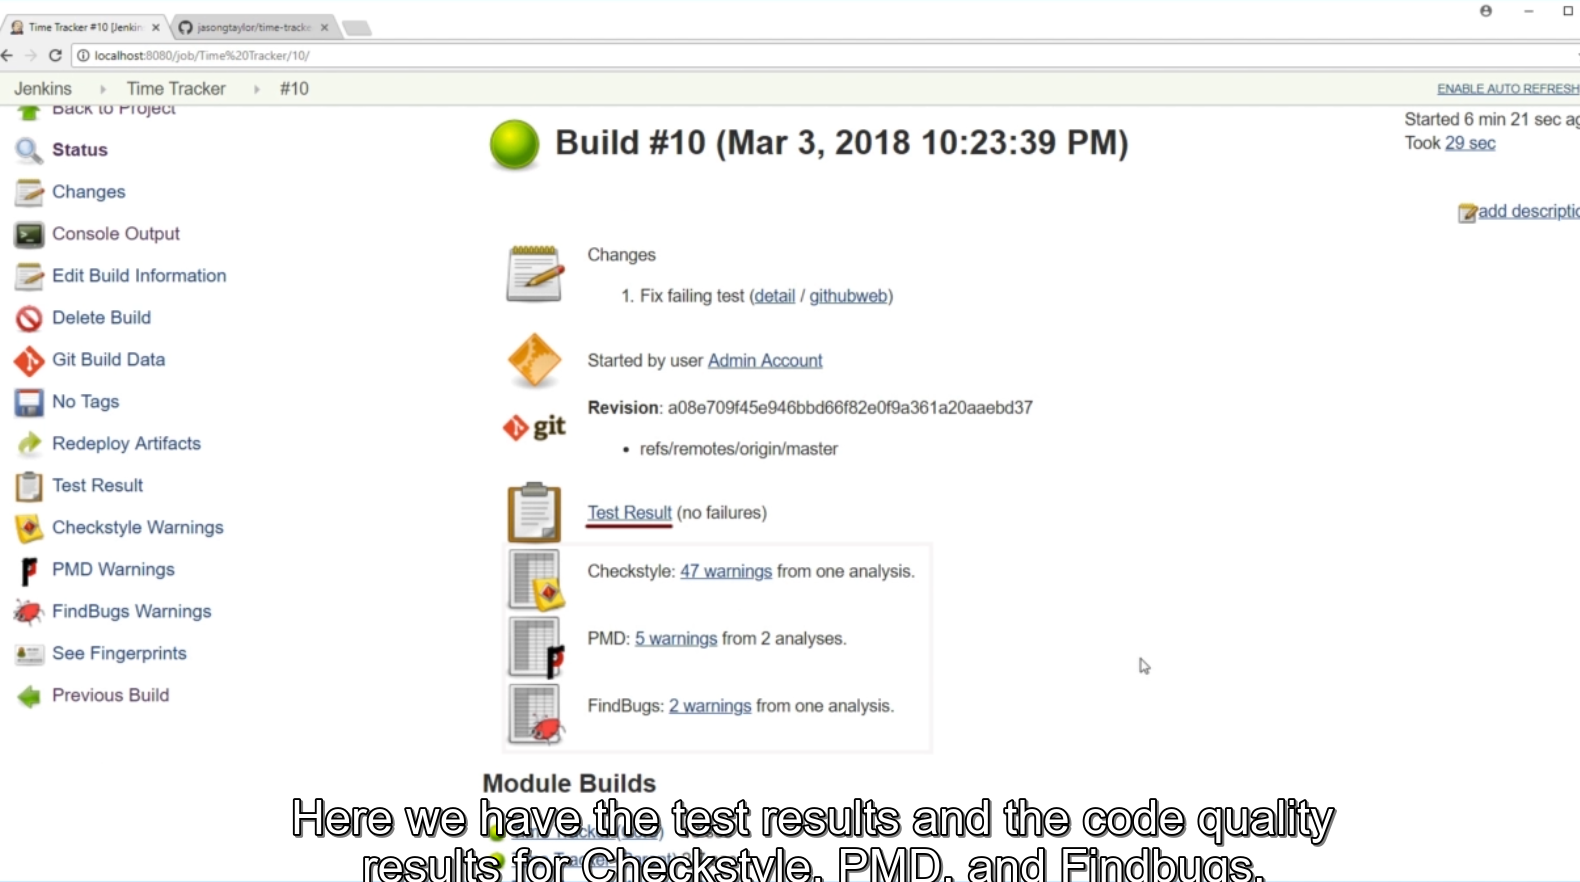 Time Tracker #10 [Jenkin
jasongtaylor/time-tracke
localhost:8080/job/Time%20Tracker/10/
Jenkins Time Tracker #10
ENABLE AUTO REFRESH
Back to Project
Status
Changes
Console Output
Edit Build Information
Delete Build
Git Build Data
No Tags
Redeploy Artifacts
Test Result
Checkstyle Warnings
PMD Warnings
FindBugs Warnings
See Fingerprints
Previous Build
Build #10 (Mar 3, 2018 10:23:39 PM)
Started 6 min 21 sec ag
Took 29 sec
add descriptio
Changes
1. Fix failing test (detail / githubweb)
Started by user Admin Account
git
Revision: a08e709f45e946bbd66f82e0f9a361a20aaebd37
• refs/remotes/origin/master
Test Result (no failures)
Checkstyle: 47 warnings from one analysis.
PMD: 5 warnings from 2 analyses.
FindBugs: 2 warnings from one analysis.
Module Builds
Here we have the test results and the code quality
results for Checkstyle, PMD, and Findbugs.